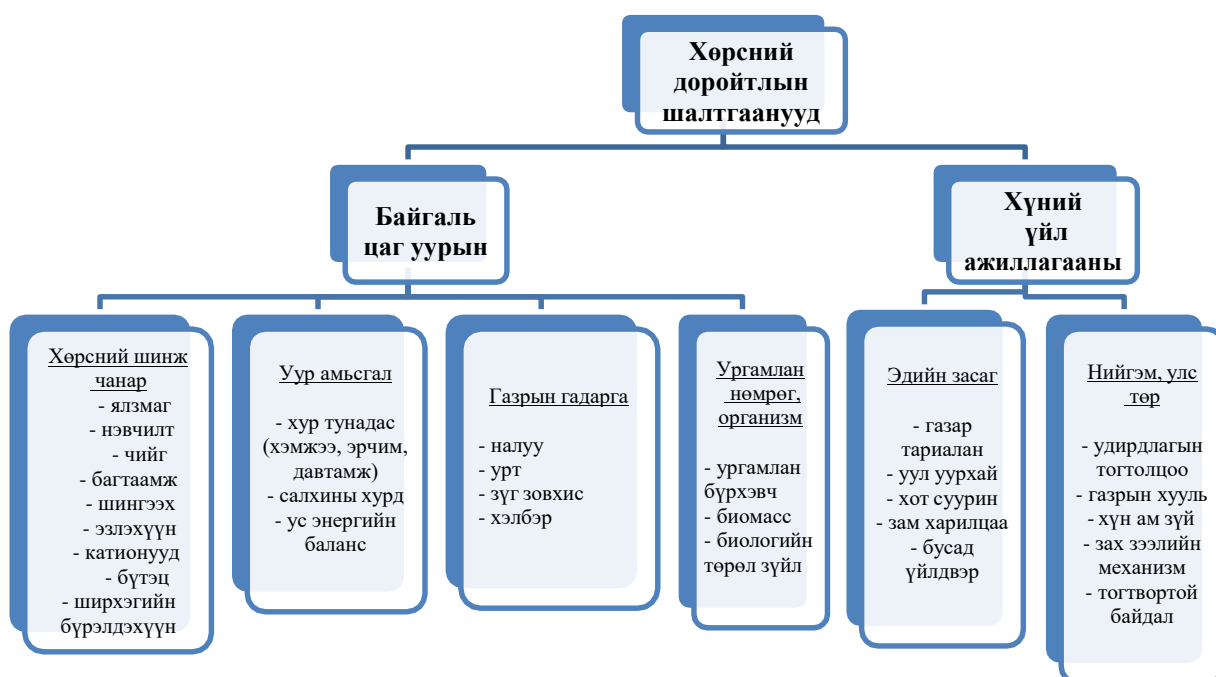 Хөрсний
доройтлын
шалтгаанууд
Байгаль
цаг уурын
Хүний
үйл
ажиллагааны
Хөрсний шинж
чанар
- ялзмаг
- нэвчилт
- чийг
- багтаамж
- шингээх
- эзлэхүүн
- катионууд
- бүтэц
- ширхэгийн
бүрэлдэхүүн
Уур амьсгал
- хур тунадас
(хэмжээ, эрчим,
давтамж)
- салхины хурд
- ус энергийн
баланс
Газрын гадарга
- налуу
- урт
- зүг зовхис
- хэлбэр
Ургамлан
нөмрөг,
организм
- ургамлан
бүрхэвч
- биомасс
- биологийн
төрөл зүйл
Эдийн засаг
- газар
тариалан
- уул уурхай
- хот суурин
- зам харилцаа
- бусад
үйлдвэр
Нийгэм, улс
төр
- удирдлагын
тогтолцоо
- газрын хууль
- хүн ам зүй
- зах зээлийн
механизм
- тогтвортой
байдал